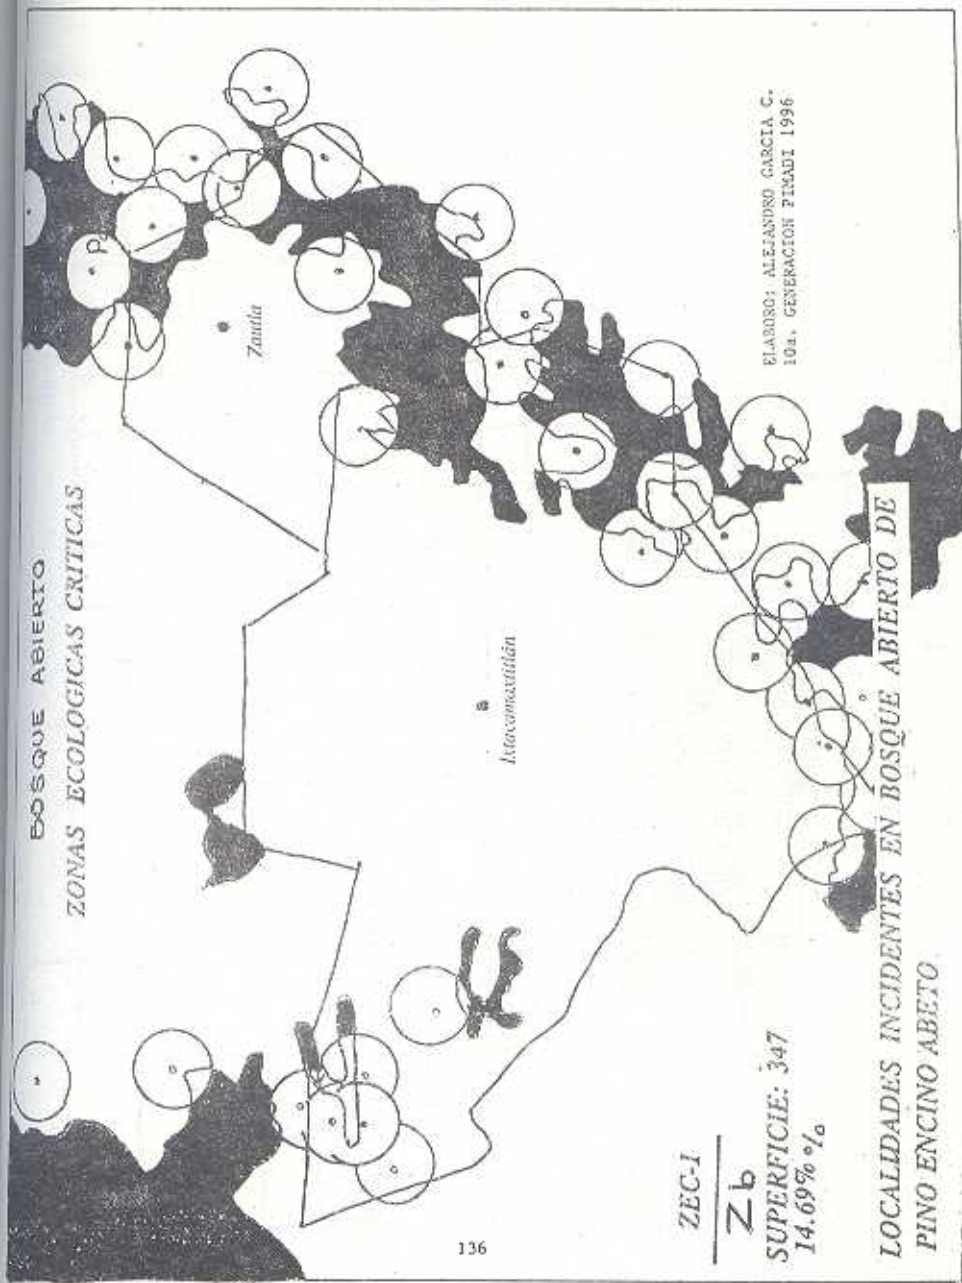 BOSQUE ABIERTO
ZONAS ECOLOGICAS CRITICAS
Zautla
Ixtacamaxtitlán
ELABORO: ALEJANDRO GARCIA C.
10a. GENERACION PIMADI 1996
ZEC-I
Zb
SUPERFICIE: 347
14.69% %
LOCALIDADES INCIDENTES EN BOSQUE ABIERTO DE
PINO ENCINO ABETO.
136